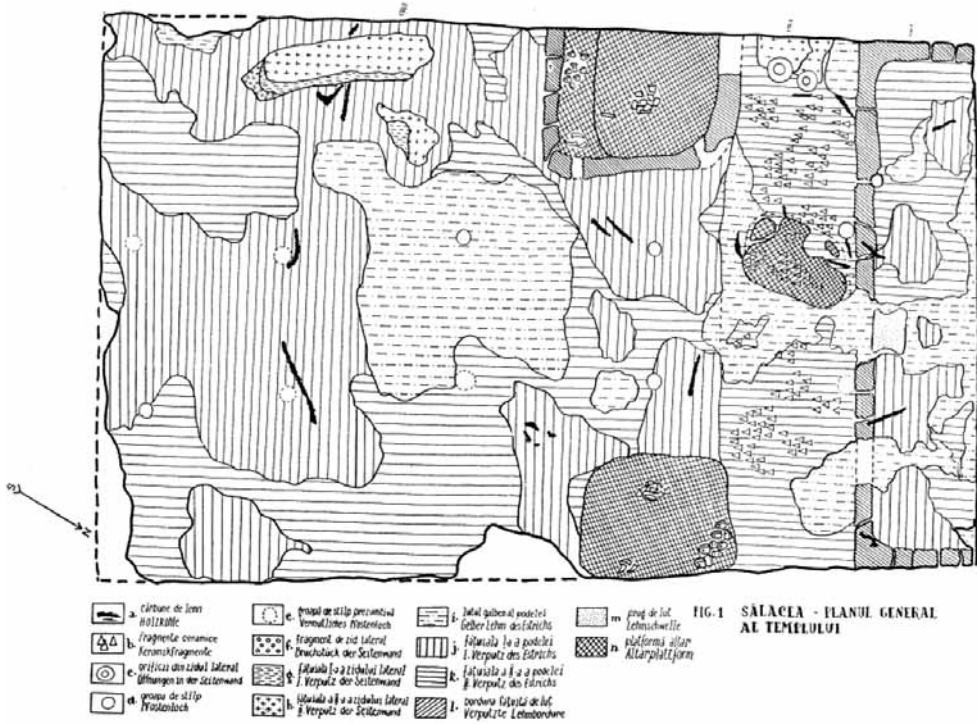 S
N
a. cărbune de lemn
Holzkohle
b. fragmente ceramice
Keramikfragmente
c. orificii din zidul lateral
Öffnungen in der Seitenwand
d. groapa de stîlp
Pfostenloch
e. groapă de stîlp prezumtivă
Vermutliches Pfostenloch
f. fragment de zid lateral
Bruchstück der Seitenwand
g. fățuiala I-a a zidului lateral
I. Verputz der Seitenwand
h. fățuiala a II-a a zidului lateral
II. Verputz der Seitenwand
i. lutul galben al podelei
Gelber Lehm des Estrichs
j. fățuiala I-a a podelei
I. Verputz des Estrichs
k. fățuiala a II-a a podelei
II. Verputz des Estrichs
l. bordura fățuită de lut
Verputzte Lehmbordüre
m. prag de lut
Lehmschwelle
n. platformă altar
Altarplattform
FIG. 1 SĂLACEA - PLANUL GENERAL
AL TEMPLULUI